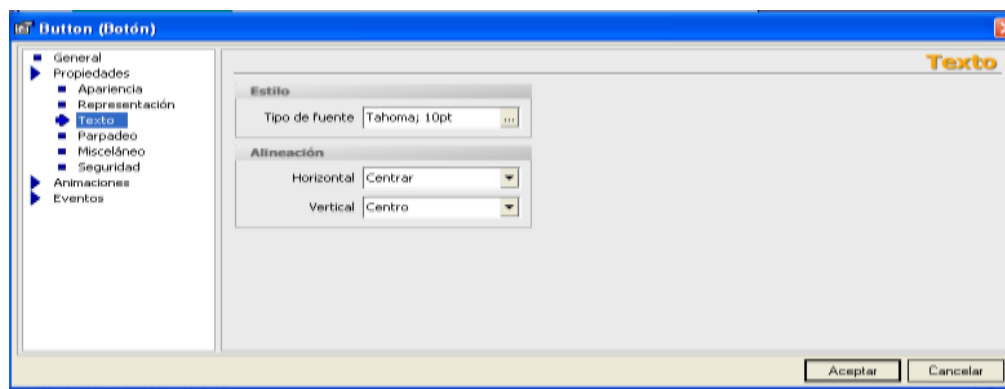 Button (Botón)
General
Propiedades
Apariencia
Representación
Texto
Parpadeo
Misceláneo
Seguridad
Animaciones
Eventos
Texto
Estilo
Tipo de fuente Tahoma; 10pt ...
Alineación
Horizontal Centrar
Vertical Centro
Aceptar Cancelar